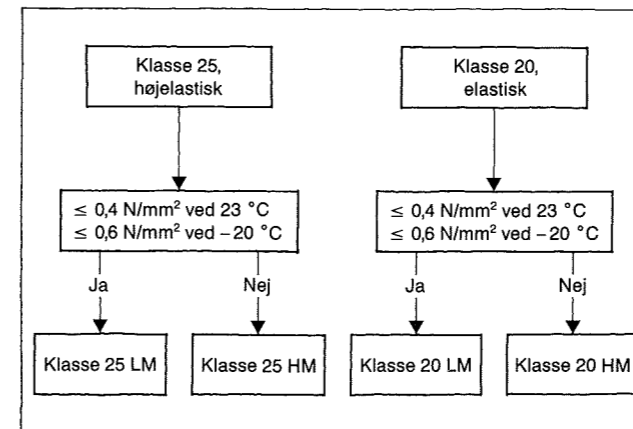 Klasse 25,
højelastisk
Klasse 20,
elastisk
≤ 0,4 N/mm² ved 23 °C
≤ 0,6 N/mm² ved – 20 °C
≤ 0,4 N/mm² ved 23 °C
≤ 0,6 N/mm² ved – 20 °C
Ja
Nej
Ja
Nej
Klasse 25 LM
Klasse 25 HM
Klasse 20 LM
Klasse 20 HM